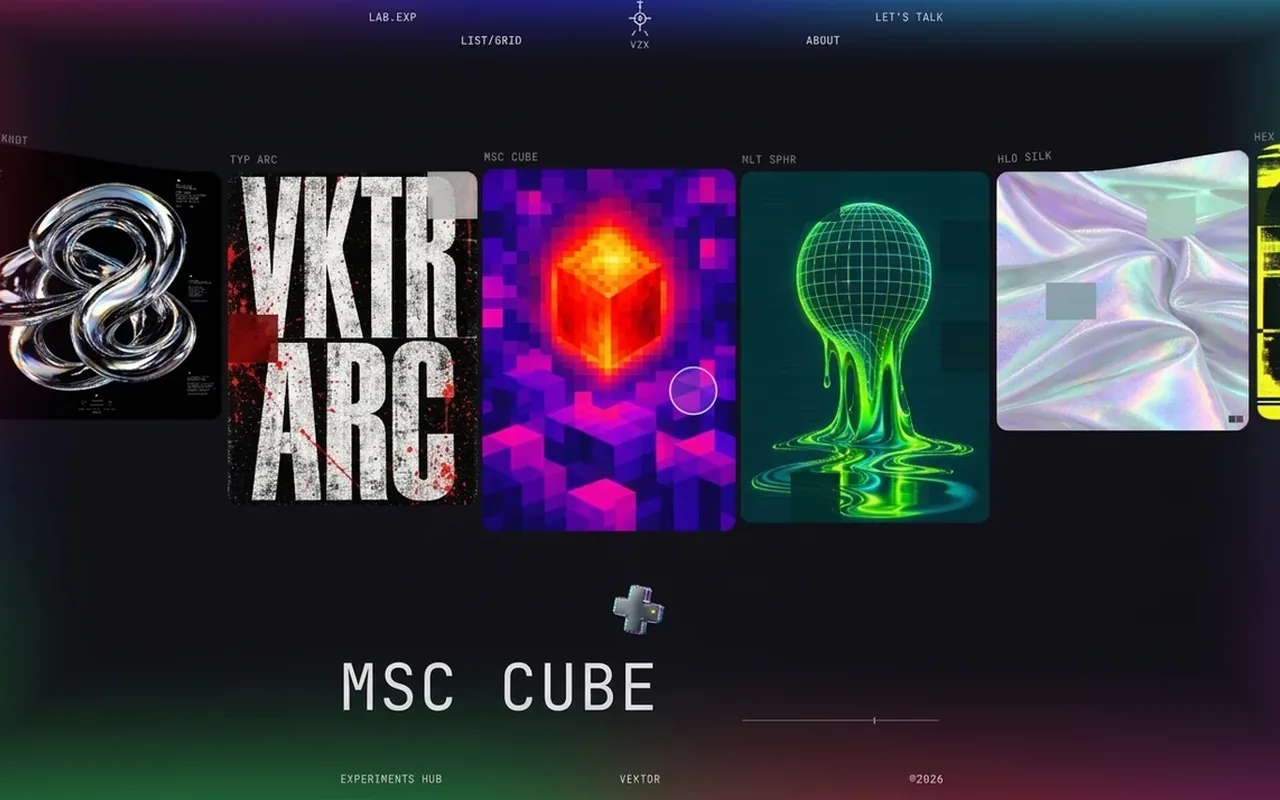 LAB.EXP
LET'S TALK
LIST/GRID
VZX
ABOUT
KNOT
TYP ARC
MSC CUBE
MLT SPHR
HLO SILK
HEX
VKTR
ARC
MSC CUBE
EXPERIMENTS HUB
VEKTOR
©2026